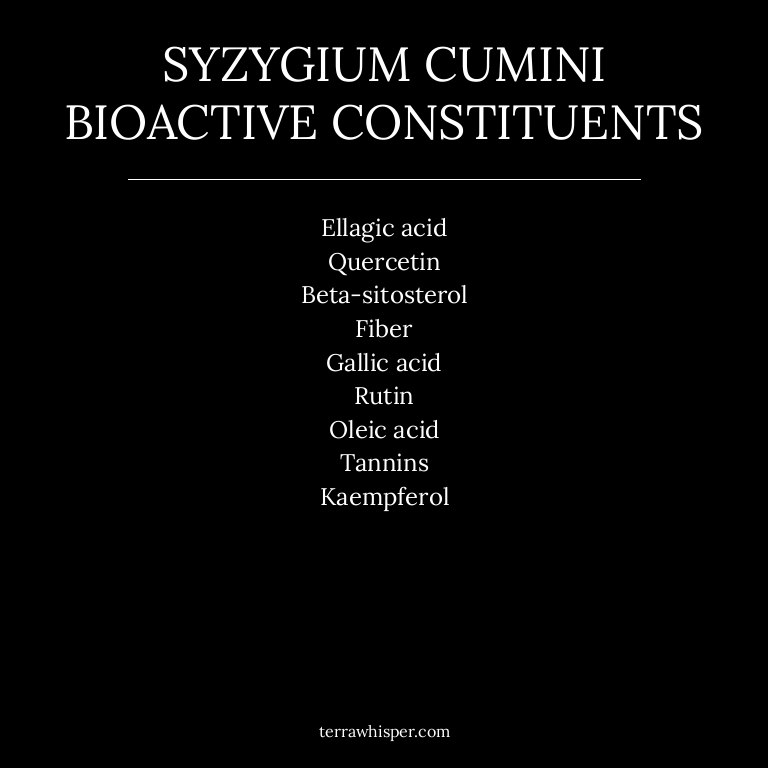 SYZYGIUM CUMINI
BIOACTIVE CONSTITUENTS
Ellagic acid
Quercetin
Beta-sitosterol
Fiber
Gallic acid
Rutin
Oleic acid
Tannins
Kaempferol
terrawhisper.com